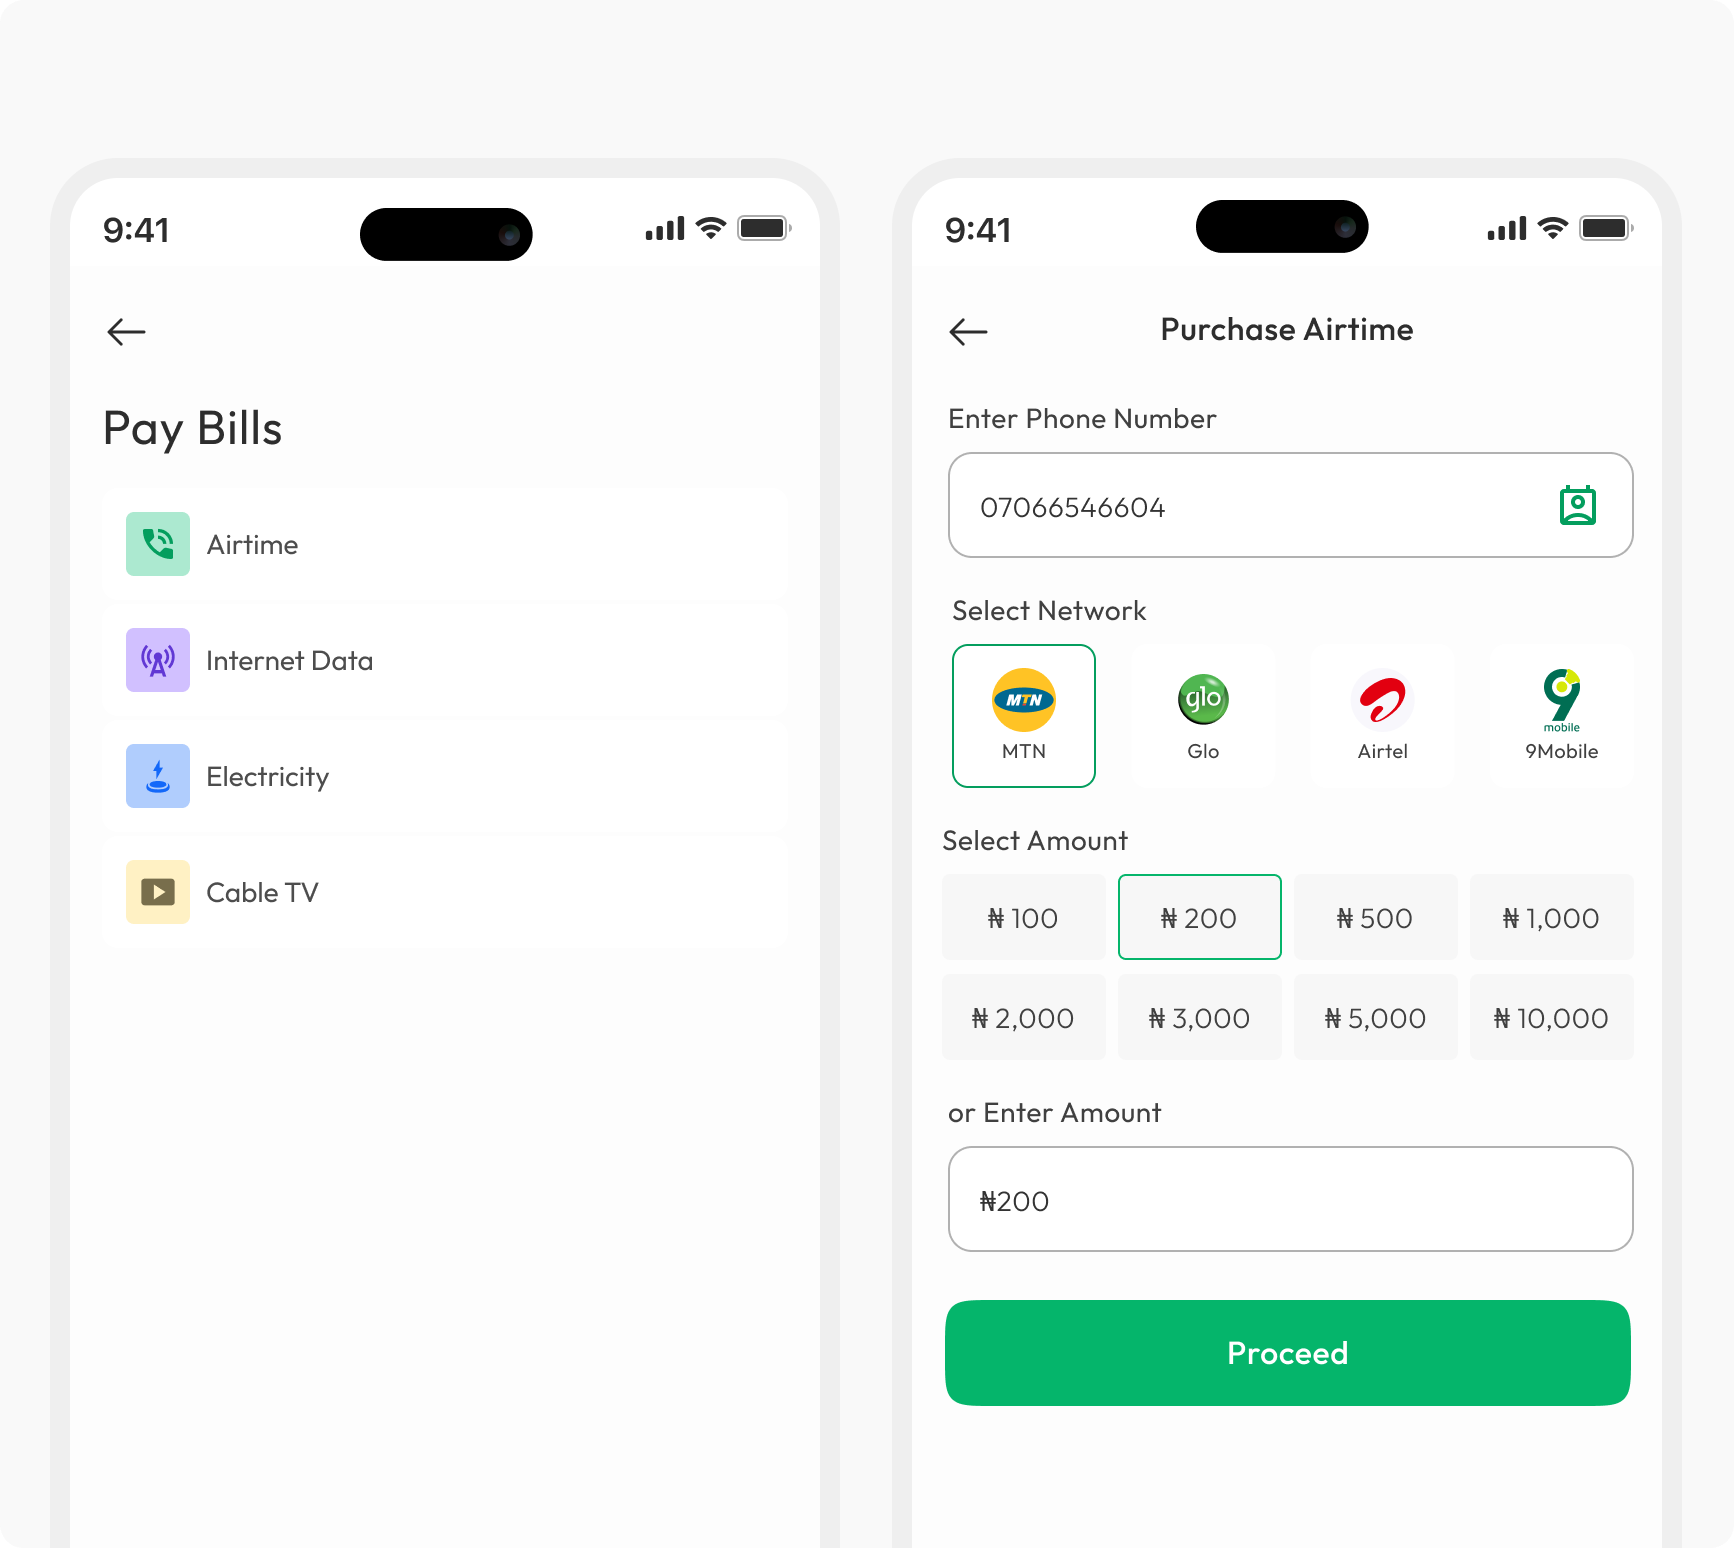 9:41
Pay Bills
Airtime
Internet Data
Electricity
Cable TV
9:41
Purchase Airtime
Enter Phone Number
07066546604
Select Network
MTN
glo
mobile
MTN
Glo
Airtel
9Mobile
Select Amount
₦ 100
₦ 200
₦ 500
₦ 1,000
₦ 2,000
₦ 3,000
₦ 5,000
₦ 10,000
or Enter Amount
₦200
Proceed